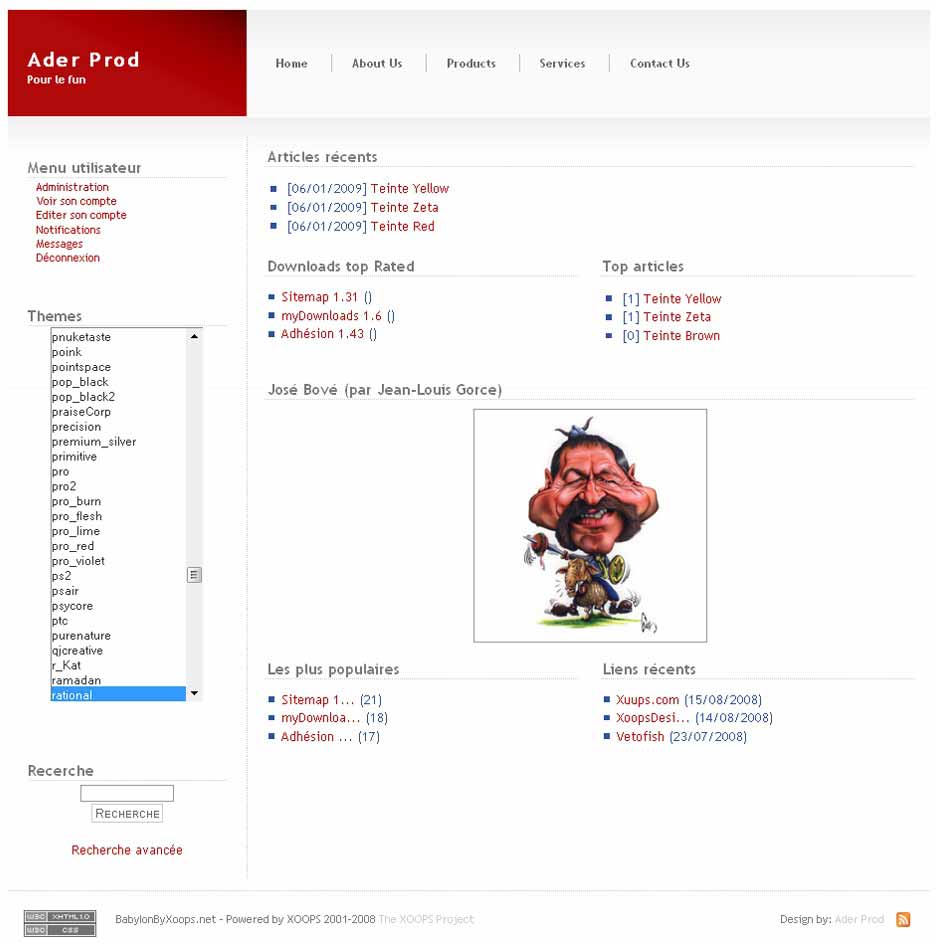 Ader Prod
Pour le fun
Home
About Us
Products
Services
Contact Us
Menu utilisateur
Administration
Voir son compte
Editer son compte
Notifications
Messages
Déconnexion
Themes
pnuketaste
poink
pointspace
pop_black
pop_black2
praiseCorp
precision
premium_silver
primitive
pro
pro2
pro_burn
pro_flesh
pro_lime
pro_red
pro_violet
ps2
psair
psycore
ptc
purenature
qjcreative
r_Kat
ramadan
rational
Recerche
Recherche
Recherche avancée
Articles récents
[06/01/2009] Teinte Yellow
[06/01/2009] Teinte Zeta
[06/01/2009] Teinte Red
Downloads top Rated
Sitemap 1.31 ()
myDownloads 1.6 ()
Adhésion 1.43 ()
Top articles
[1] Teinte Yellow
[1] Teinte Zeta
[0] Teinte Brown
José Bové (par Jean-Louis Gorce)
Les plus populaires
Sitemap 1... (21)
myDownloa... (18)
Adhésion ... (17)
Liens récents
Xuups.com (15/08/2008)
XoopsDesi... (14/08/2008)
Vetofish (23/07/2008)
W3C XHTML 1.0
W3C CSS
BabylonByXoops.net - Powered by XOOPS 2001-2008 The XOOPS Project
Design by: Ader Prod